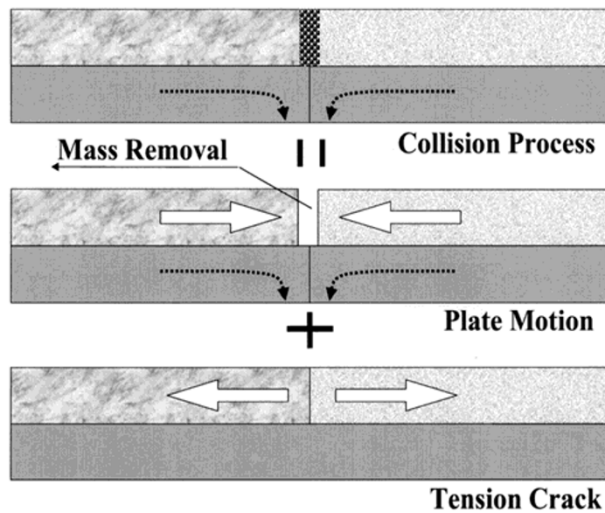 Collision Process
Mass Removal
Plate Motion
Tension Crack